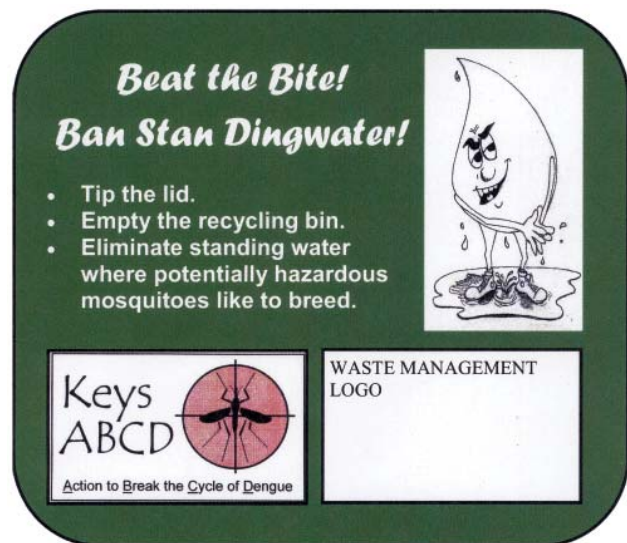 Beat the Bite!
Ban Stan Dingwater!
• Tip the lid.
• Empty the recycling bin.
• Eliminate standing water
where potentially hazardous
mosquitoes like to breed.
Keys
ABCD
Action to Break the Cycle of Dengue
WASTE MANAGEMENT
LOGO